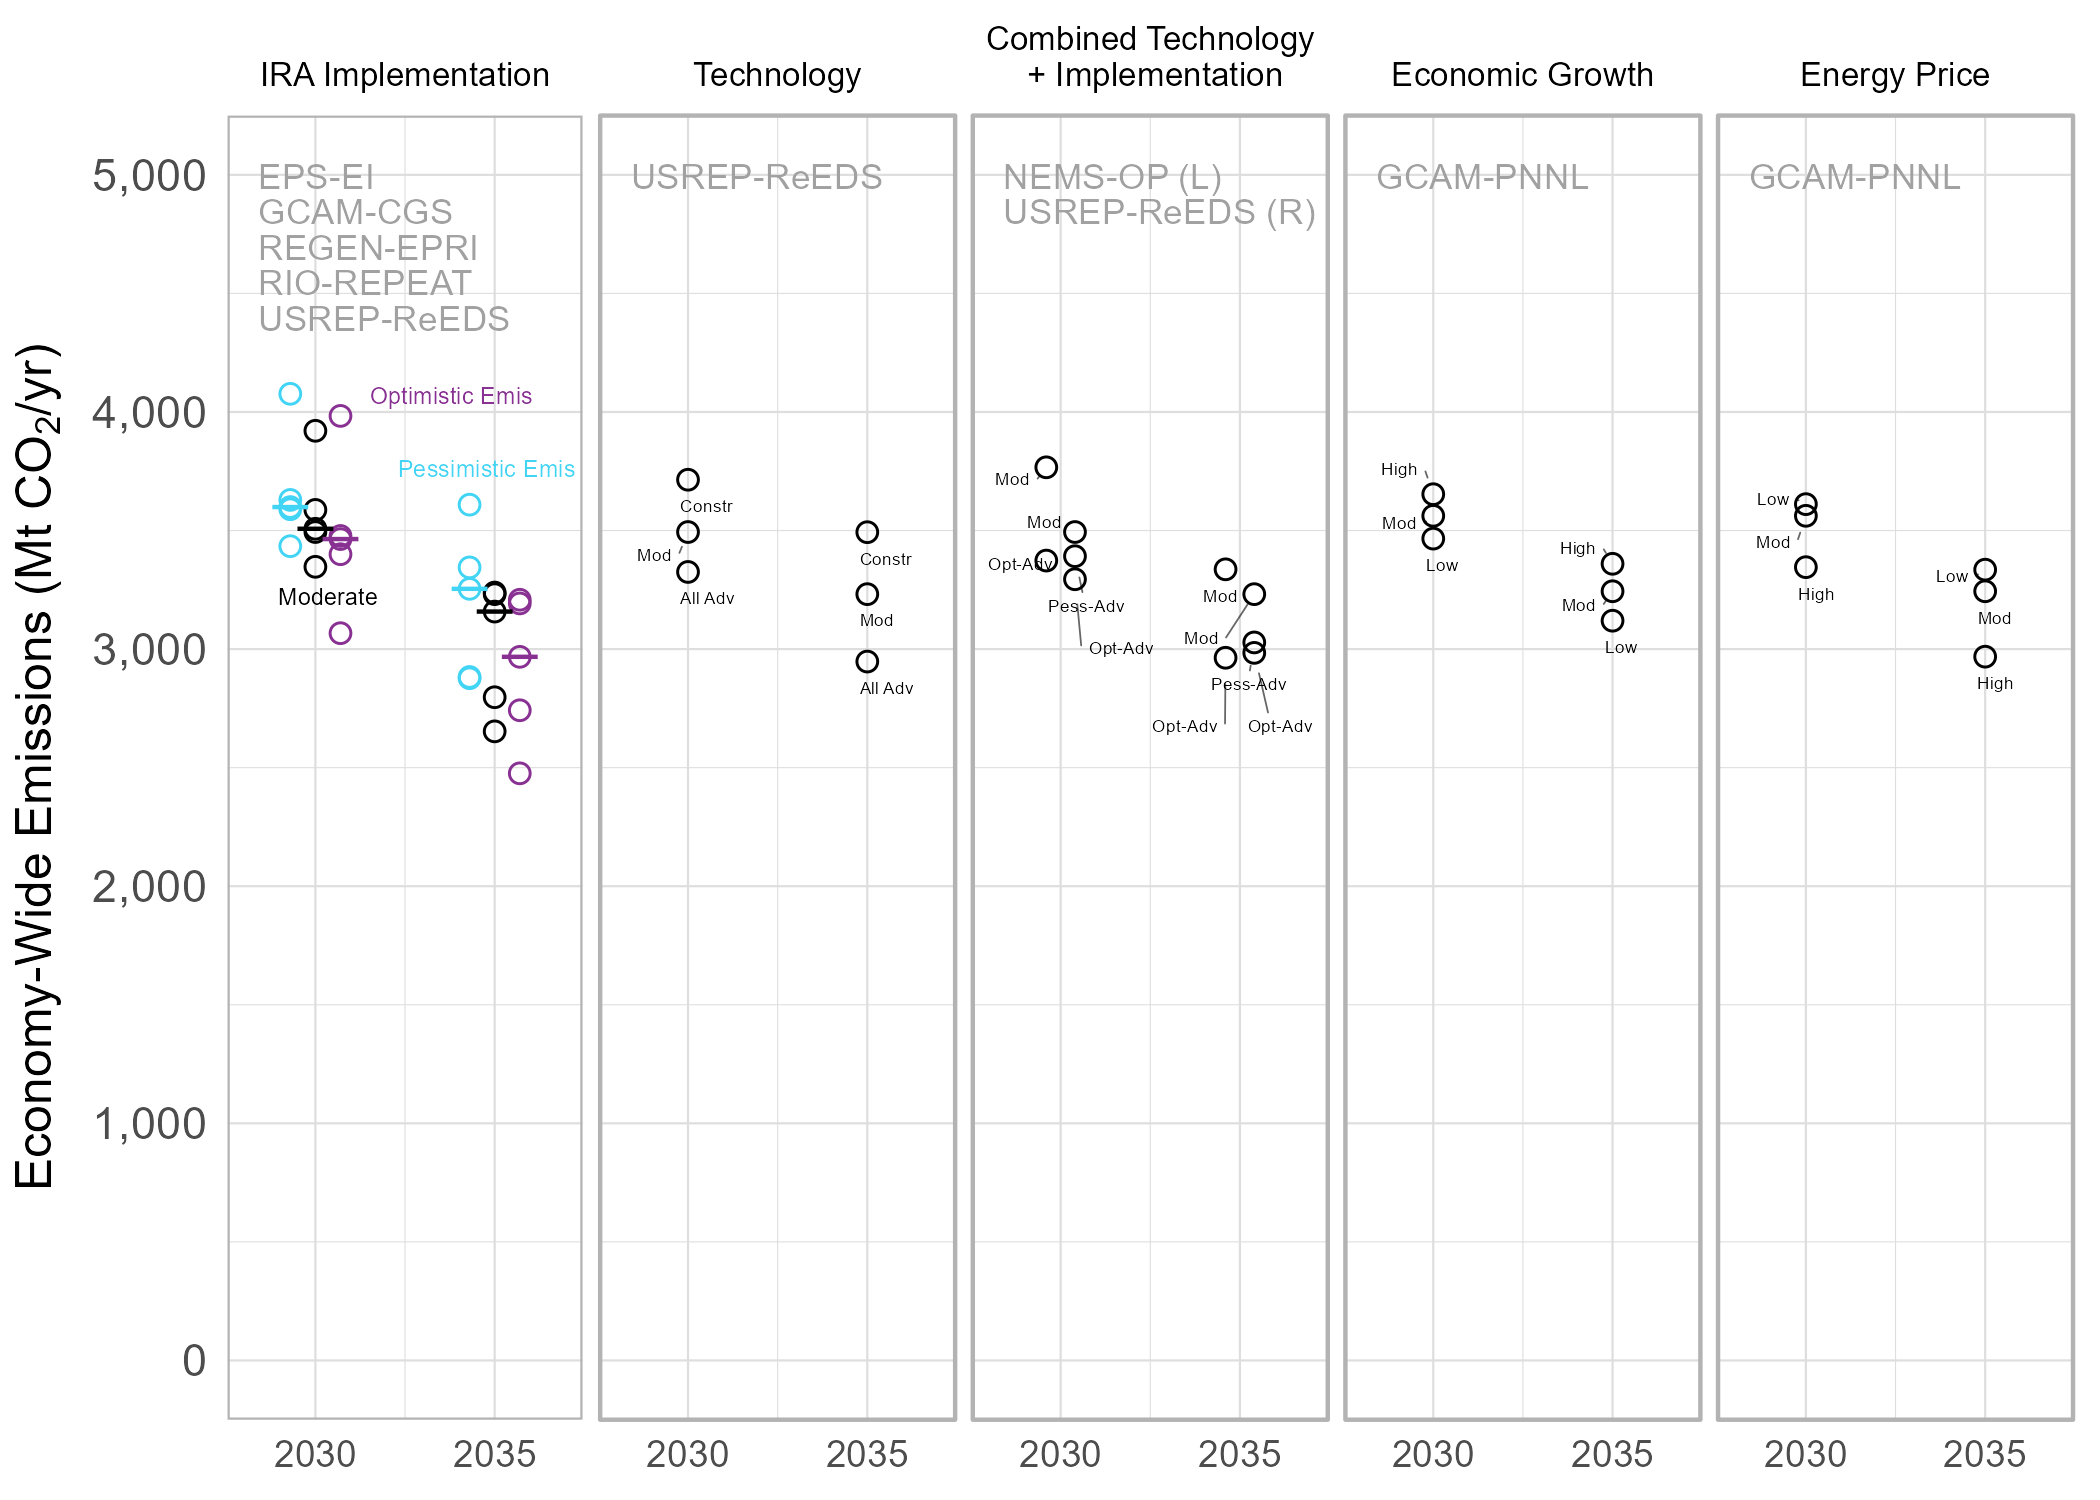 IRA Implementation
Technology
Combined Technology
+ Implementation
Economic Growth
Energy Price
Economy-Wide Emissions (Mt CO₂/yr)
5,000
4,000
3,000
2,000
1,000
0
EPS-EI
GCAM-CGS
REGEN-EPRI
RIO-REPEAT
USREP-ReEDS
Optimistic Emis
Pessimistic Emis
Moderate
2030
2035
USREP-ReEDS
Constr
Mod
All Adv
Constr
Mod
All Adv
2030
2035
NEMS-OP (L)
USREP-ReEDS (R)
Mod
Mod
Opt-Adv
Pess-Adv
Opt-Adv
Mod
Mod
Pess-Adv
Opt-Adv
Opt-Adv
2030
2035
GCAM-PNNL
High
Mod
Low
High
Mod
Low
2030
2035
GCAM-PNNL
Low
Mod
High
Low
Mod
High
2030
2035